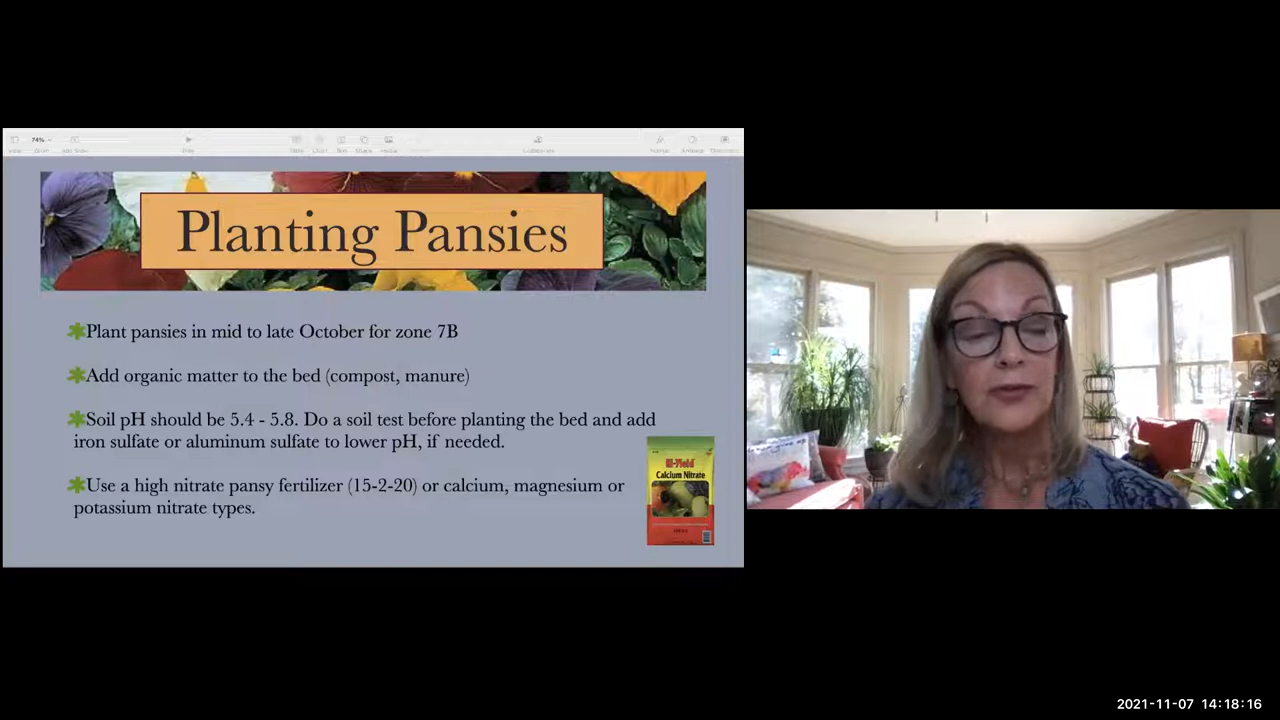 74%
Planting Pansies
Plant pansies in mid to late October for zone 7B
Add organic matter to the bed (compost, manure)
Soil pH should be 5.4 - 5.8. Do a soil test before planting the bed and add
iron sulfate or aluminum sulfate to lower pH, if needed.
Use a high nitrate pansy fertilizer (15-2-20) or calcium, magnesium or
potassium nitrate types.
Hi-Yield
Calcium Nitrate
2021-11-07 14:18:16